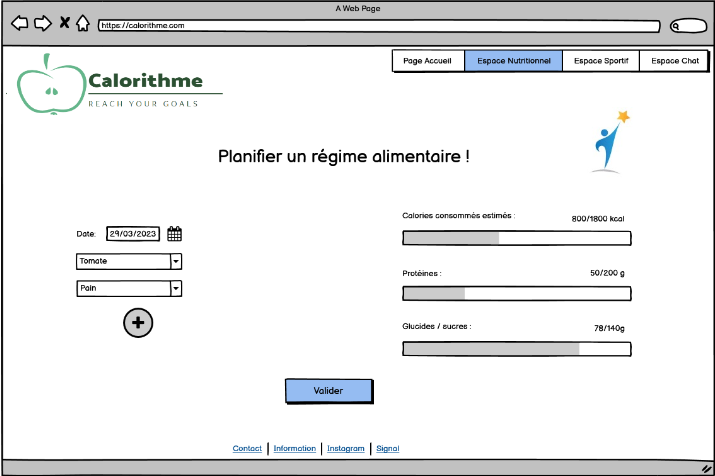 A Web Page
https://calorithme.com
Page Accueil Espace Nutritionnel Espace Sportif Espace Chat
Calorithme
REACH YOUR GOALS
Planifier un régime alimentaire !
Date: 29/03/2023
Tomate
Pain
Calories consommés estimés : 800/1800 kcal
Protéines : 50/200 g
Glucides / sucres : 78/140g
Valider
Contact | Information | Instagram | Signal